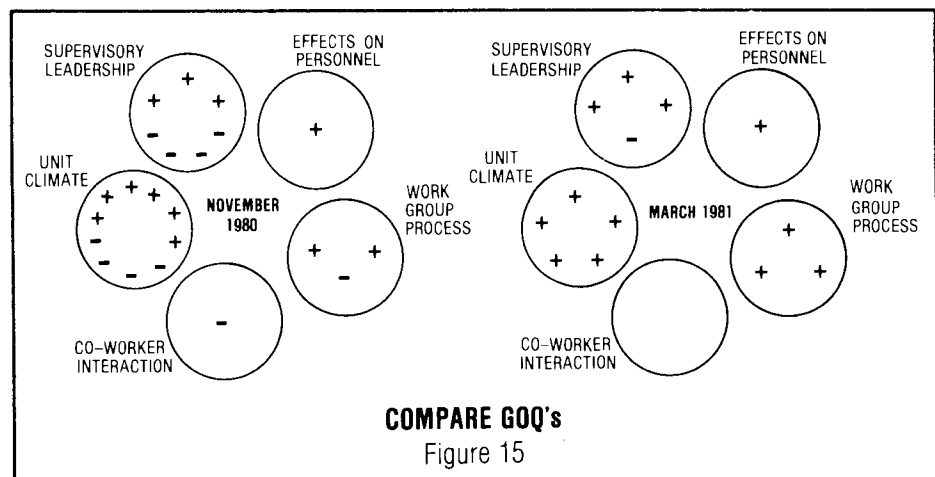 SUPERVISORY
LEADERSHIP
EFFECTS ON
PERSONNEL
+
+ +
- -
- -
+
UNIT
CLIMATE
+
+ +
+ +
+ +
- -
- -
NOVEMBER
1980
WORK
GROUP
PROCESS
+ +
-
CO-WORKER
INTERACTION
-
SUPERVISORY
LEADERSHIP
EFFECTS ON
PERSONNEL
+
+ +
-
+
UNIT
CLIMATE
+
+ +
+ +
MARCH 1981
WORK
GROUP
PROCESS
+
+ +
CO-WORKER
INTERACTION
COMPARE GOQ's
Figure 15